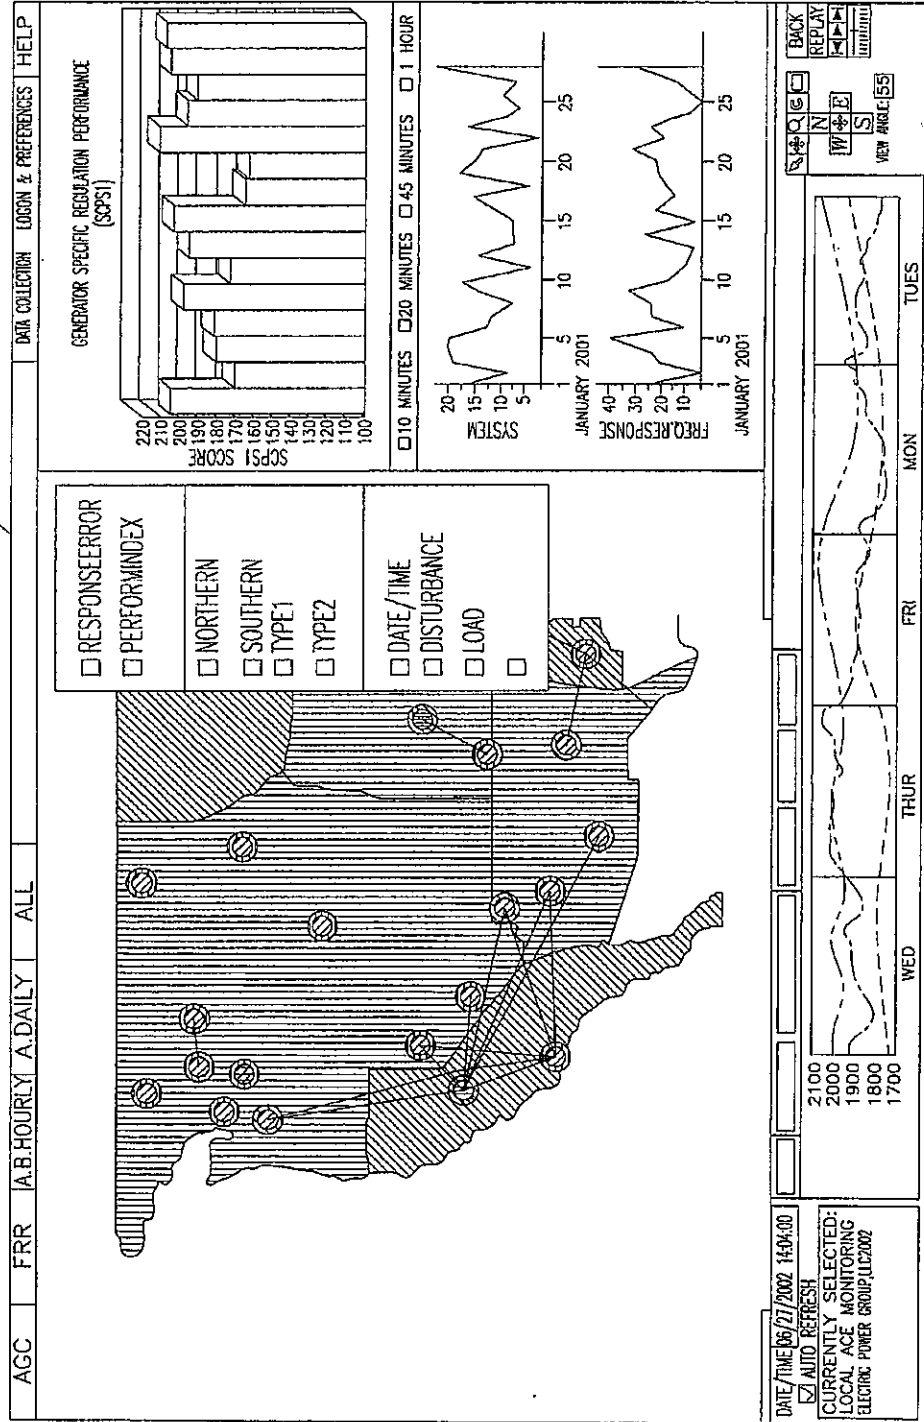 AGC FRR A.B.HOURLY A.DAILY ALL DATA COLLECTION LOGON & PREFERENCES HELP
□ RESPONSEERROR
□ PERFORMINDEX
□ NORTHERN
□ SOUTHERN
□ TYPE1
□ TYPE2
□ DATE/TIME
□ DISTURBANCE
□ LOAD
□
GENERATOR SPECIFIC REGULATION PERFORMANCE
(SCPS1)
SCPS1 SCORE
220
210
200
190
180
170
160
150
140
130
120
110
100
□ 10 MINUTES □ 20 MINUTES □ 45 MINUTES □ 1 HOUR
SYSTEM
20
15
10
5
1 5 10 15 20 25
JANUARY 2001
FREQ.RESPONSE
40
30
20
10
1 5 10 15 20 25
JANUARY 2001
DATE/TIME 06/27/2002 14:04:00
☑ AUTO REFRESH
CURRENTLY SELECTED:
LOCAL ACE MONITORING
ELECTRIC POWER GROUP,LLC2002
2100
2000
1900
1800
1700
WED THUR FRI MON TUES
N
W E
S
VIEW ANGLE: 55
BACK
REPLAY